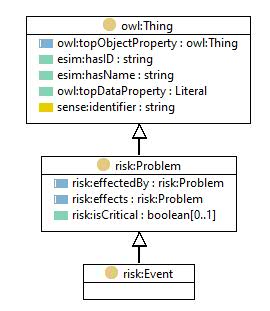 owl:Thing
owl:topObjectProperty : owl:Thing
esim:hasID : string
esim:hasName : string
owl:topDataProperty : Literal
sense:identifier : string
risk:Problem
risk:effectedBy : risk:Problem
risk:effects : risk:Problem
risk:isCritical : boolean[0..1]
risk:Event